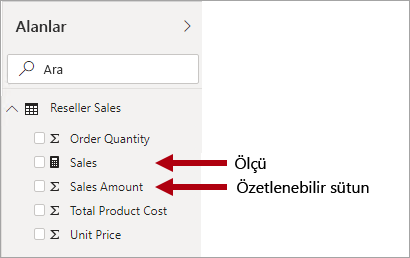 Alanlar
Ara
Reseller Sales
Order Quantity
Sales
Ölçü
Sales Amount
Özetlenebilir sütun
Total Product Cost
Unit Price